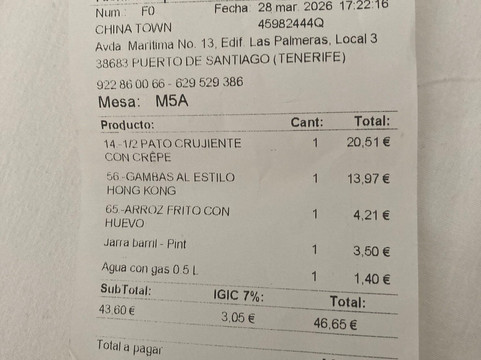 Num : F0 Fecha 28 mar. 2026 17:22:16
CHINA TOWN 45982444Q
Avda Maritima No. 13, Edif. Las Palmeras, Local 3
38683 PUERTO DE SANTIAGO (TENERIFE)
922 86 00 66 - 629 529 386
Mesa: M5A
Producto: Cant: Total:
14.-1/2 PATO CRUJIENTE 1 20,51 €
CON CRÊPE
56.-GAMBAS AL ESTILO 1 13,97 €
HONG KONG
65.-ARROZ FRITO CON 1 4,21 €
HUEVO
Jarra barril - Pint 1 3,50 €
Agua con gas 0.5 L 1 1,40 €
SubTotal: IGIC 7%: Total:
43,60 € 3,05 € 46,65 €
Total a pagar